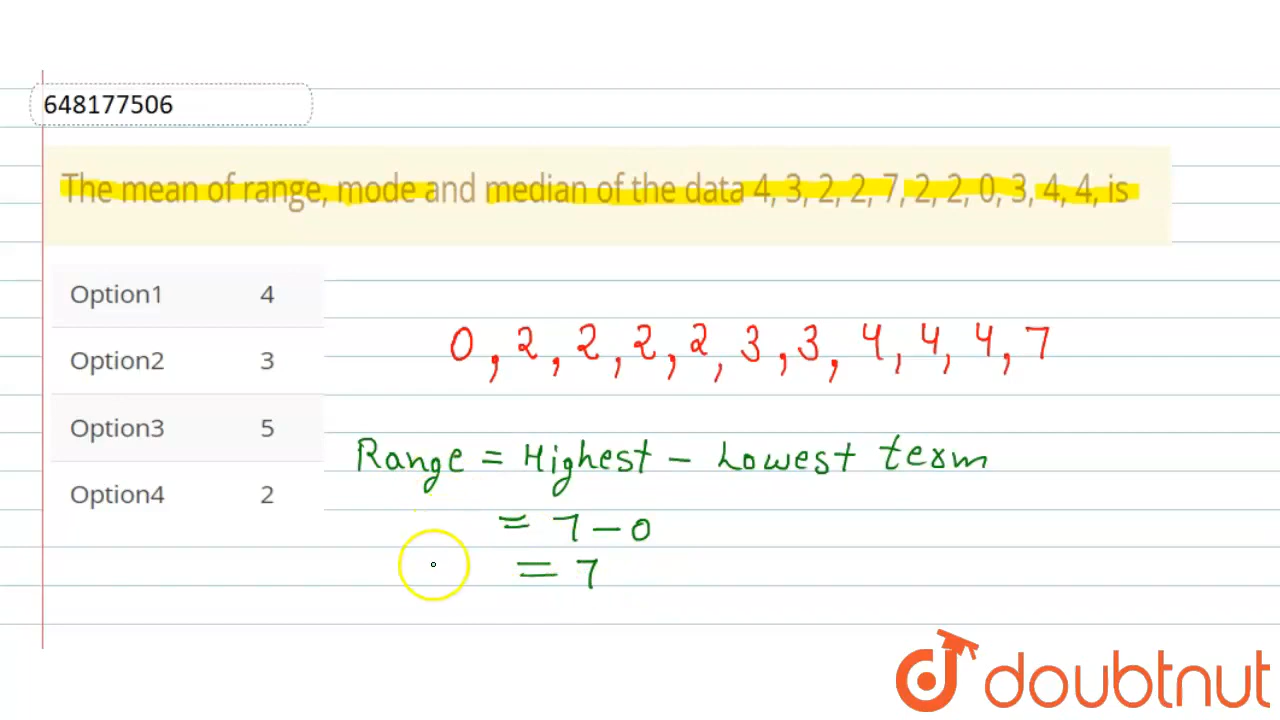 648177506
The mean of range, mode and median of the data 4, 3, 2, 2, 7, 2, 2, 0, 3, 4, 4, is
Option1 4
0, 2, 2, 2, 2, 3, 3, 4, 4, 4, 7
Option2 3
Option3 5
Range = Highest - Lowest term
Option4 2
= 7 - 0
= 7
doubtnut